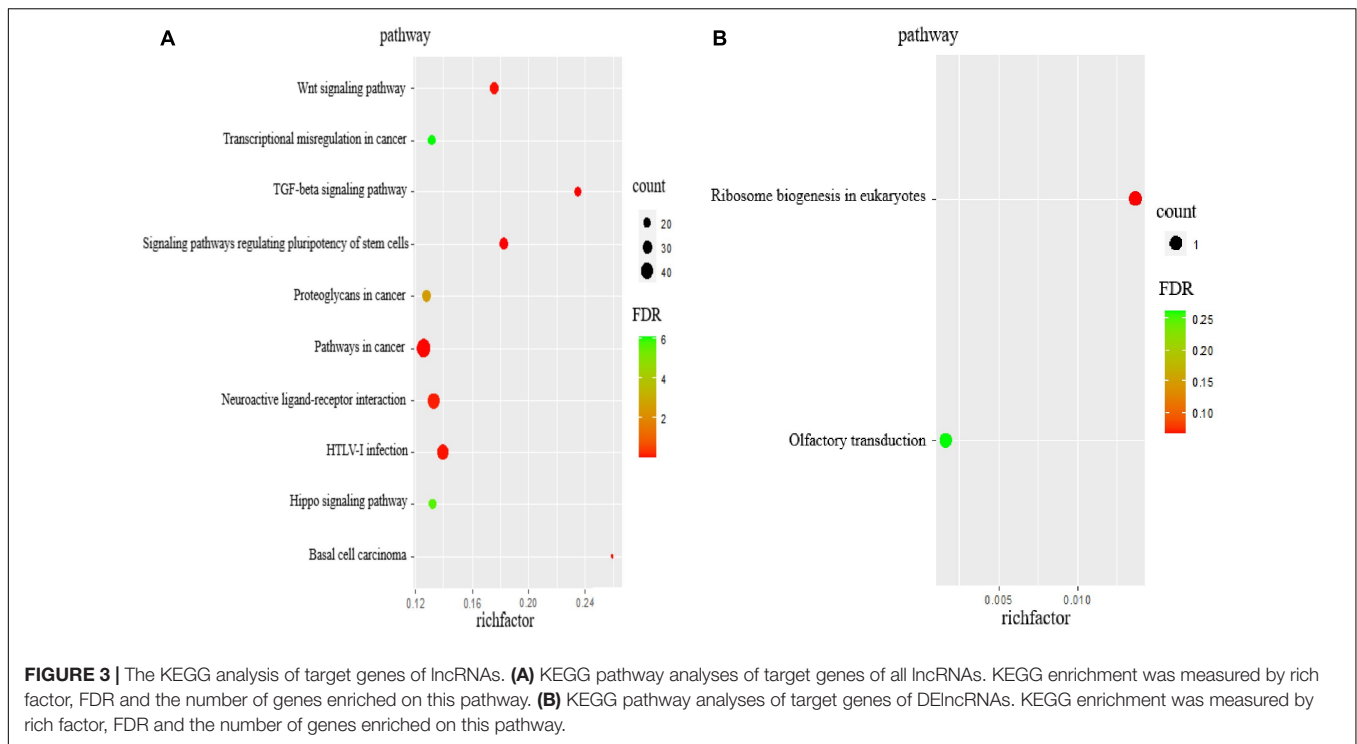 A
pathway
Wnt signaling pathway
Transcriptional misregulation in cancer
TGF-beta signaling pathway
Signaling pathways regulating pluripotency of stem cells
Proteoglycans in cancer
Pathways in cancer
Neuroactive ligand-receptor interaction
HTLV-I infection
Hippo signaling pathway
Basal cell carcinoma
0.12 0.16 0.20 0.24
richfactor
count
20
30
40
FDR
6
4
2
B
pathway
Ribosome biogenesis in eukaryotes
Olfactory transduction
0.005 0.010
richfactor
count
1
FDR
0.25
0.20
0.15
0.10
FIGURE 3 | The KEGG analysis of target genes of lncRNAs. (A) KEGG pathway analyses of target genes of all lncRNAs. KEGG enrichment was measured by rich
factor, FDR and the number of genes enriched on this pathway. (B) KEGG pathway analyses of target genes of DElncRNAs. KEGG enrichment was measured by
rich factor, FDR and the number of genes enriched on this pathway.